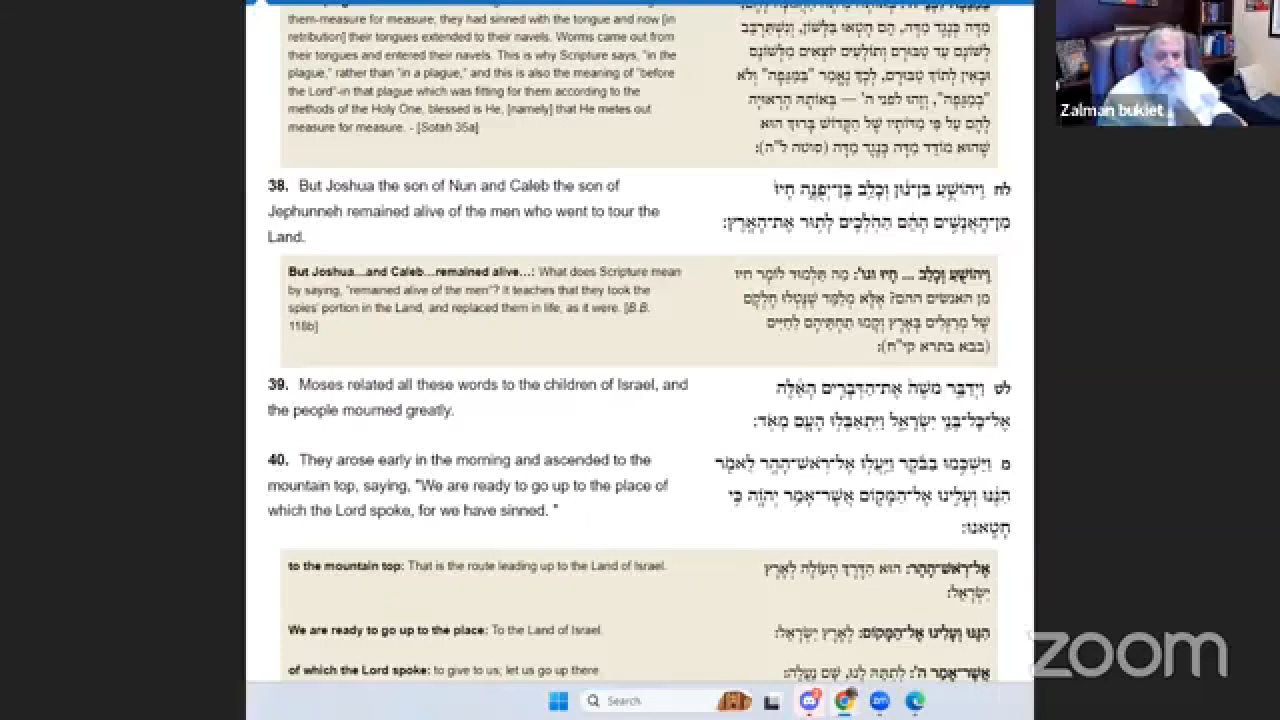 them-measure for measure, they had sinned with the tongue and now [in
retribution] their tongues extended to their navels. Worms came out from
their tongues and entered their navels. This is why Scripture says, "in the
plague," rather than "in a plague," and this is also the meaning of "before
the Lord"-in that plague which was fitting for them according to the
methods of the Holy One, blessed is He, [namely] that He metes out
measure for measure. - [Sotah 35a]
מִדָּה כְּנֶגֶד מִדָּה, הֵם חָטְאוּ בַּלָּשׁוֹן, וְנִשְׁתַּרְבֵּב
לְשׁוֹנָם עַד טַבּוּרָם וְתוֹלָעִים יוֹצְאִים מִלְּשׁוֹנָם
וּבָאִין לְתוֹךְ טַבּוּרָם, לְכָךְ נֶאֱמַר "בַּמַּגֵּפָה" וְלֹא
"בְּמַגֵּפָה", וְזֶהוּ לִפְנֵי ה' — בְּאוֹתָהּ הָרְאוּיָה
לָהֶם עַל פִּי מִדּוֹתָיו שֶׁל הַקָּדוֹשׁ בָּרוּךְ הוּא
שֶׁהוּא מוֹדֵד מִדָּה כְּנֶגֶד מִדָּה (סוטה ל"ה):
Zalman bukiet
38. But Joshua the son of Nun and Caleb the son of
Jephunneh remained alive of the men who went to tour the
Land.
לח וִיהוֹשֻׁעַ בִּן־נוּן וְכָלֵב בֶּן־יְפֻנֶּה חָיוּ
מִן־הָאֲנָשִׁים הָהֵם הַהֹלְכִים לָתוּר אֶת־הָאָרֶץ:
But Joshua...and Caleb...remained alive...: What does Scripture mean
by saying, "remained alive of the men"? It teaches that they took the
spies' portion in the Land, and replaced them in life, as it were. [B.B.
118b]
וִיהוֹשֻׁעַ וְכָלֵב ... חָיוּ וגו': מַה תַּלְמוּד לוֹמַר חיו
מן האנשים ההם? אֶלָּא מְלַמֵּד שֶׁנָּטְלוּ חֶלְקָם
שֶׁל מְרַגְּלִים בָּאָרֶץ וְקָמוּ תַחְתֵּיהֶם לְחַיִּים
(בבא בתרא קי"ח):
39. Moses related all these words to the children of Israel, and
the people mourned greatly.
לט וַיְדַבֵּר מֹשֶׁה אֶת־הַדְּבָרִים הָאֵלֶּה
אֶל־כָּל־בְּנֵי יִשְׂרָאֵל וַיִּתְאַבְּלוּ הָעָם מְאֹד:
40. They arose early in the morning and ascended to the
mountain top, saying, "We are ready to go up to the place of
which the Lord spoke, for we have sinned. "
מ וַיַּשְׁכִּמוּ בַבֹּקֶר וַיַּעֲלוּ אֶל־רֹאשׁ־הָהָר לֵאמֹר
הִנֶּנּוּ וְעָלִינוּ אֶל־הַמָּקוֹם אֲשֶׁר־אָמַר יְהוָֹה כִּי
חָטָאנוּ:
to the mountain top: That is the route leading up to the Land of Israel.
אֶל־רֹאשׁ־הָהָר: הוּא הַדֶּרֶךְ הָעוֹלָה לְאֶרֶץ
יִשְׂרָאֵל:
We are ready to go up to the place: To the Land of Israel.
הִנֶּנּוּ וְעָלִינוּ אֶל־הַמָּקוֹם: לְאֶרֶץ יִשְׂרָאֵל:
of which the Lord spoke: to give to us; let us go up there
אֲשֶׁר־אָמַר ה': לְתִתָּהּ לָנוּ, שָׁם נַעֲלֶה:
zoom
Search